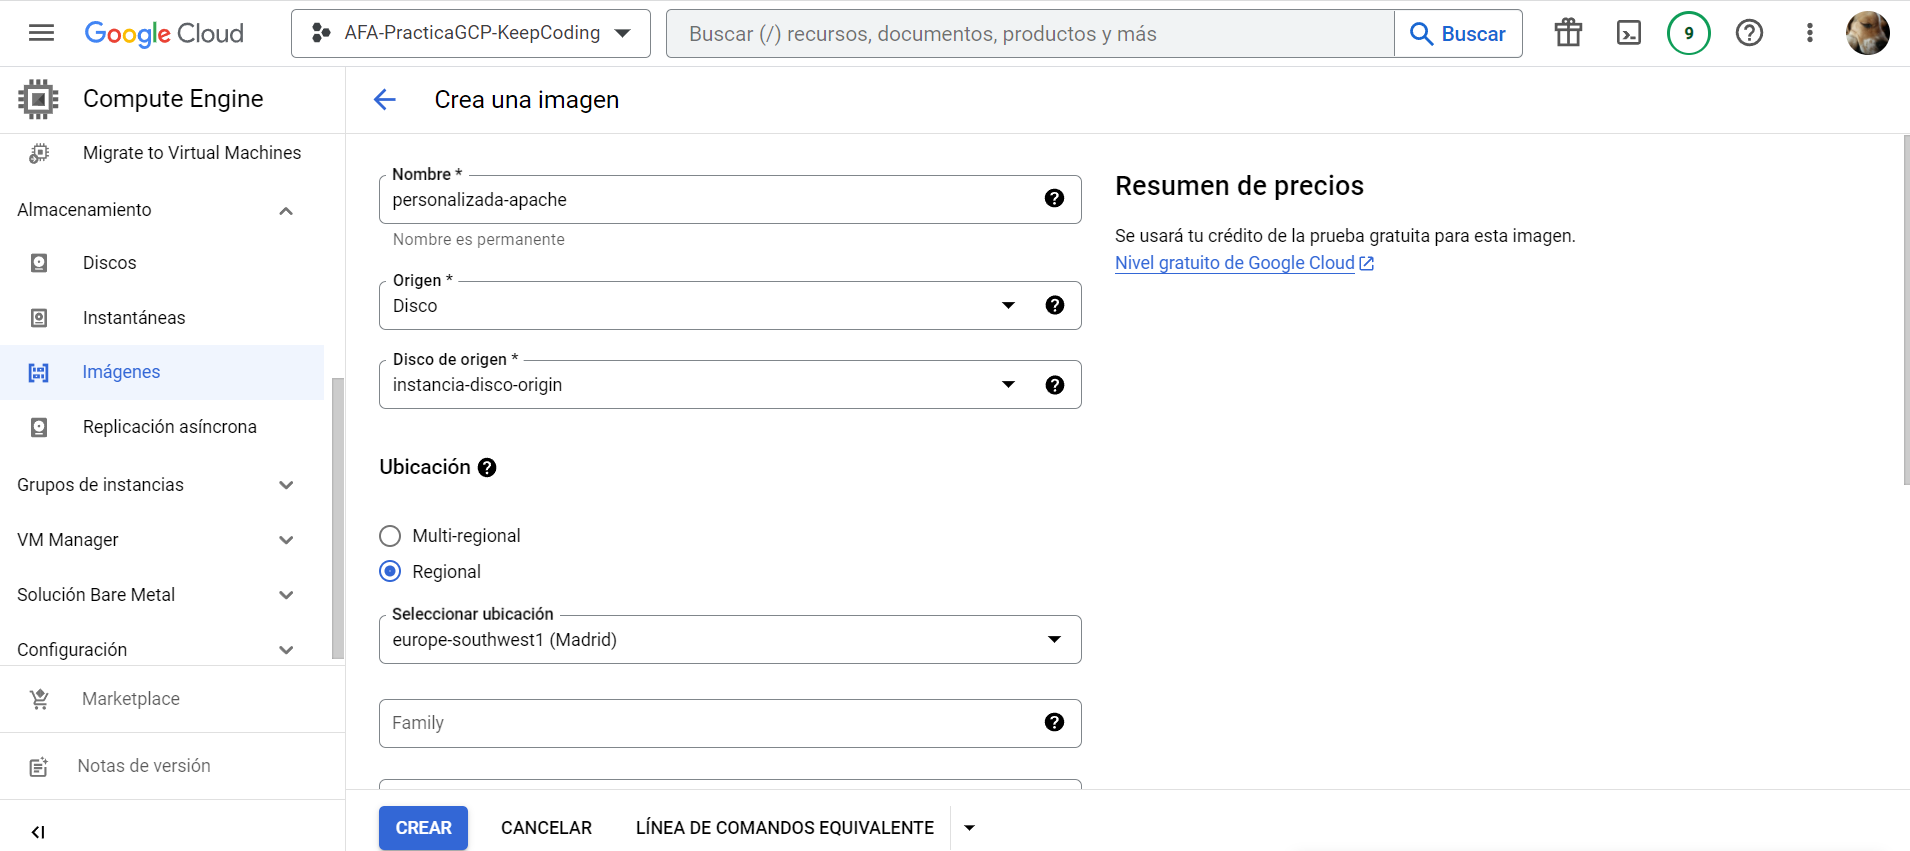 Google Cloud
AFA-PracticaGCP-KeepCoding
Buscar (/) recursos, documentos, productos y más
Buscar
9
Compute Engine
Migrate to Virtual Machines
Almacenamiento
Discos
Instantáneas
Imágenes
Replicación asíncrona
Grupos de instancias
VM Manager
Solución Bare Metal
Configuración
Marketplace
Notas de versión
Crea una imagen
Nombre *
personalizada-apache
Nombre es permanente
Origen *
Disco
Disco de origen *
instancia-disco-origin
Ubicación
Multi-regional
Regional
Seleccionar ubicación
europe-southwest1 (Madrid)
Family
CREAR
CANCELAR
LÍNEA DE COMANDOS EQUIVALENTE
Resumen de precios
Se usará tu crédito de la prueba gratuita para esta imagen.
Nivel gratuito de Google Cloud